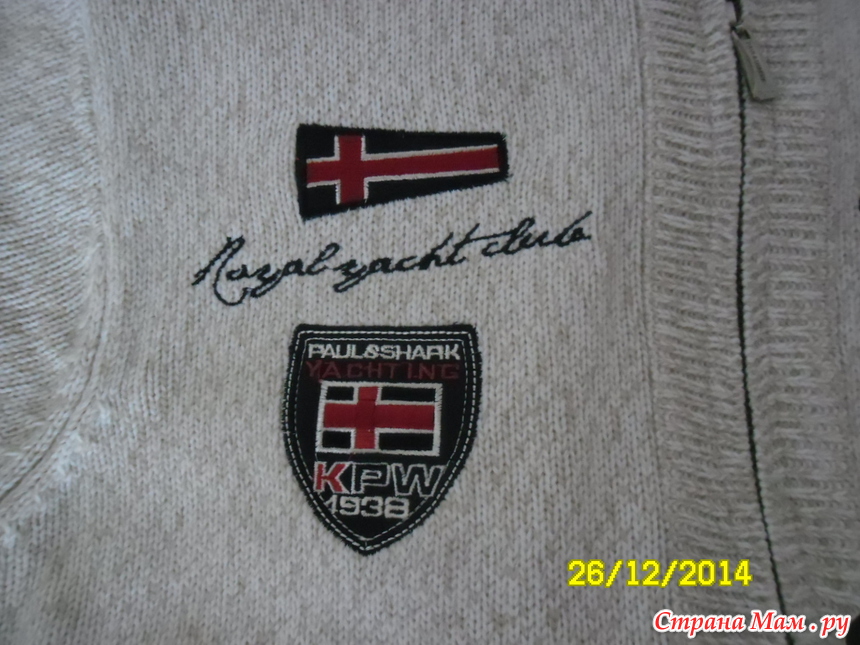 Royal yacht club
PAUL&SHARK
YACHTING
KPW
1938
26/12/2014
Страна Мам.ру